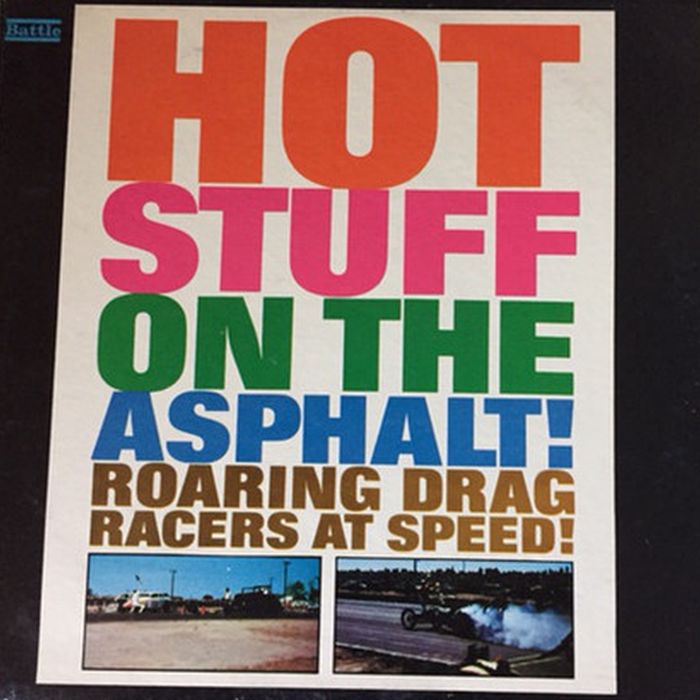 Battle
HOT
STUFF
ON THE
ASPHALT!
ROARING DRAG
RACERS AT SPEED!